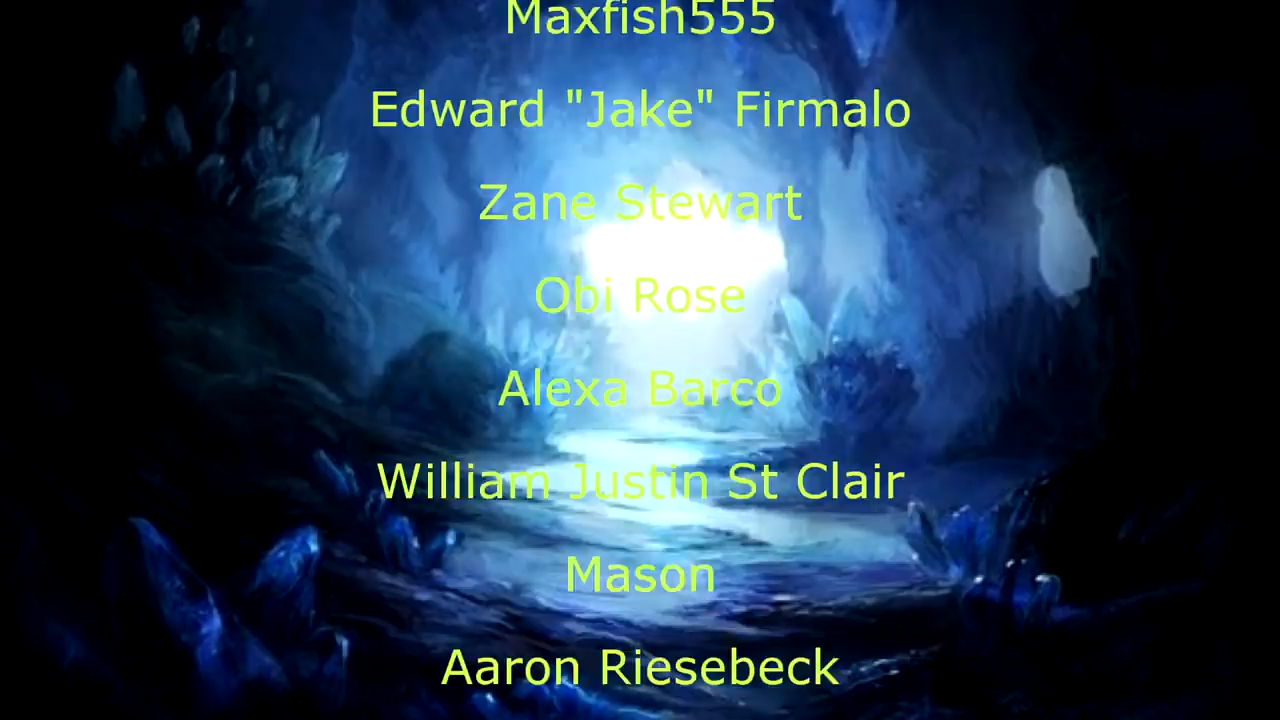 Maxfish555
Edward "Jake" Firmalo
Zane Stewart
Obi Rose
Alexa Barco
William Justin St Clair
Mason
Aaron Riesebeck